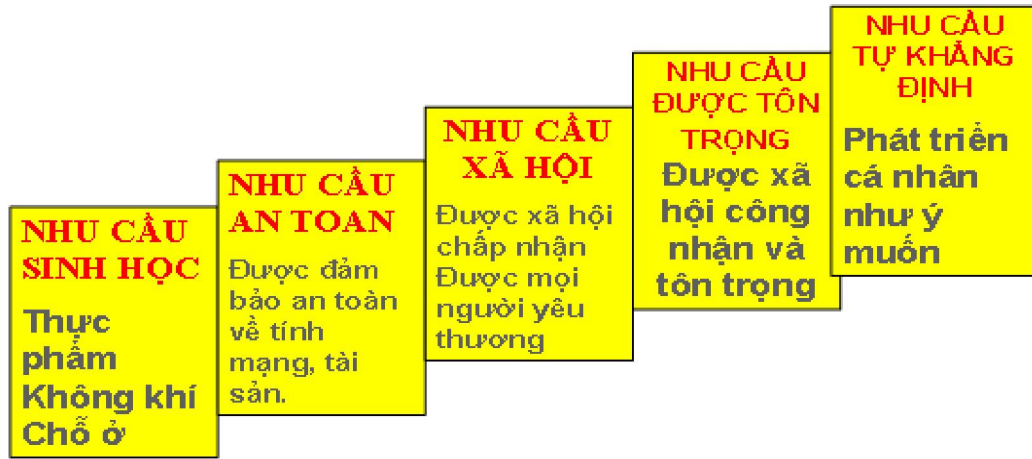 NHU CẦU
SINH HỌC
Thực
phẩm
Không khí
Chỗ ở
NHU CẦU
AN TOAN
Được đảm
bảo an toàn
về tính
mạng, tài
sản.
NHU CẦU
XÃ HỘI
Được xã hội
chấp nhận
Được mọi
người yêu
thương
NHU CẦU
ĐƯỢC TÔN
TRỌNG
Được xã
hội công
nhận và
tôn trọng
NHU CẦU
TỰ KHẲNG
ĐỊNH
Phát triển
cá nhân
như ý
muốn